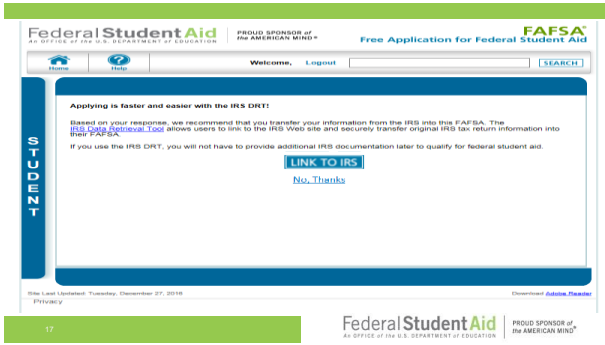 Federal Student Aid
An OFFICE of the U.S. DEPARTMENT of EDUCATION
PROUD SPONSOR of
the AMERICAN MIND®
FAFSA®
Free Application for Federal Student Aid
Home
Help
Welcome, Logout
SEARCH
STUDENT
Applying is faster and easier with the IRS DRT!
Based on your response, we recommend that you transfer your information from the IRS into this FAFSA. The
IRS Data Retrieval Tool allows users to link to the IRS Web site and securely transfer original IRS tax return information into
their FAFSA.
If you use the IRS DRT, you will not have to provide additional IRS documentation later to qualify for federal student aid.
LINK TO IRS
No, Thanks
Site Last Updated: Tuesday, December 27, 2016
Download Adobe Reader
Privacy
17
Federal Student Aid
An OFFICE of the U.S. DEPARTMENT of EDUCATION
PROUD SPONSOR of
the AMERICAN MIND®